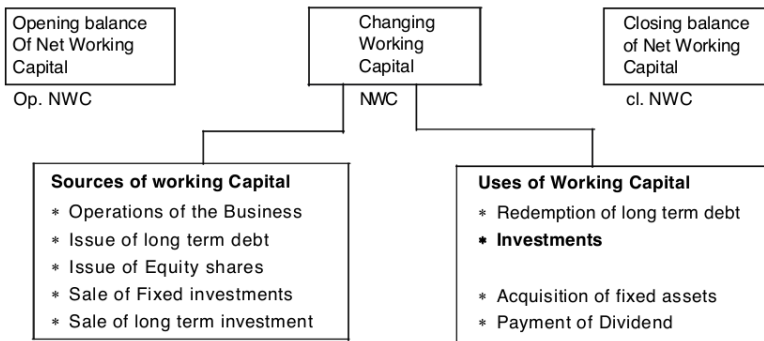 Opening balance
Of Net Working
Capital
Op. NWC
Changing
Working
Capital
NWC
Closing balance
of Net Working
Capital
cl. NWC
Sources of working Capital
* Operations of the Business
* Issue of long term debt
* Issue of Equity shares
* Sale of Fixed investments
* Sale of long term investment
Uses of Working Capital
* Redemption of long term debt
* Investments
* Acquisition of fixed assets
* Payment of Dividend